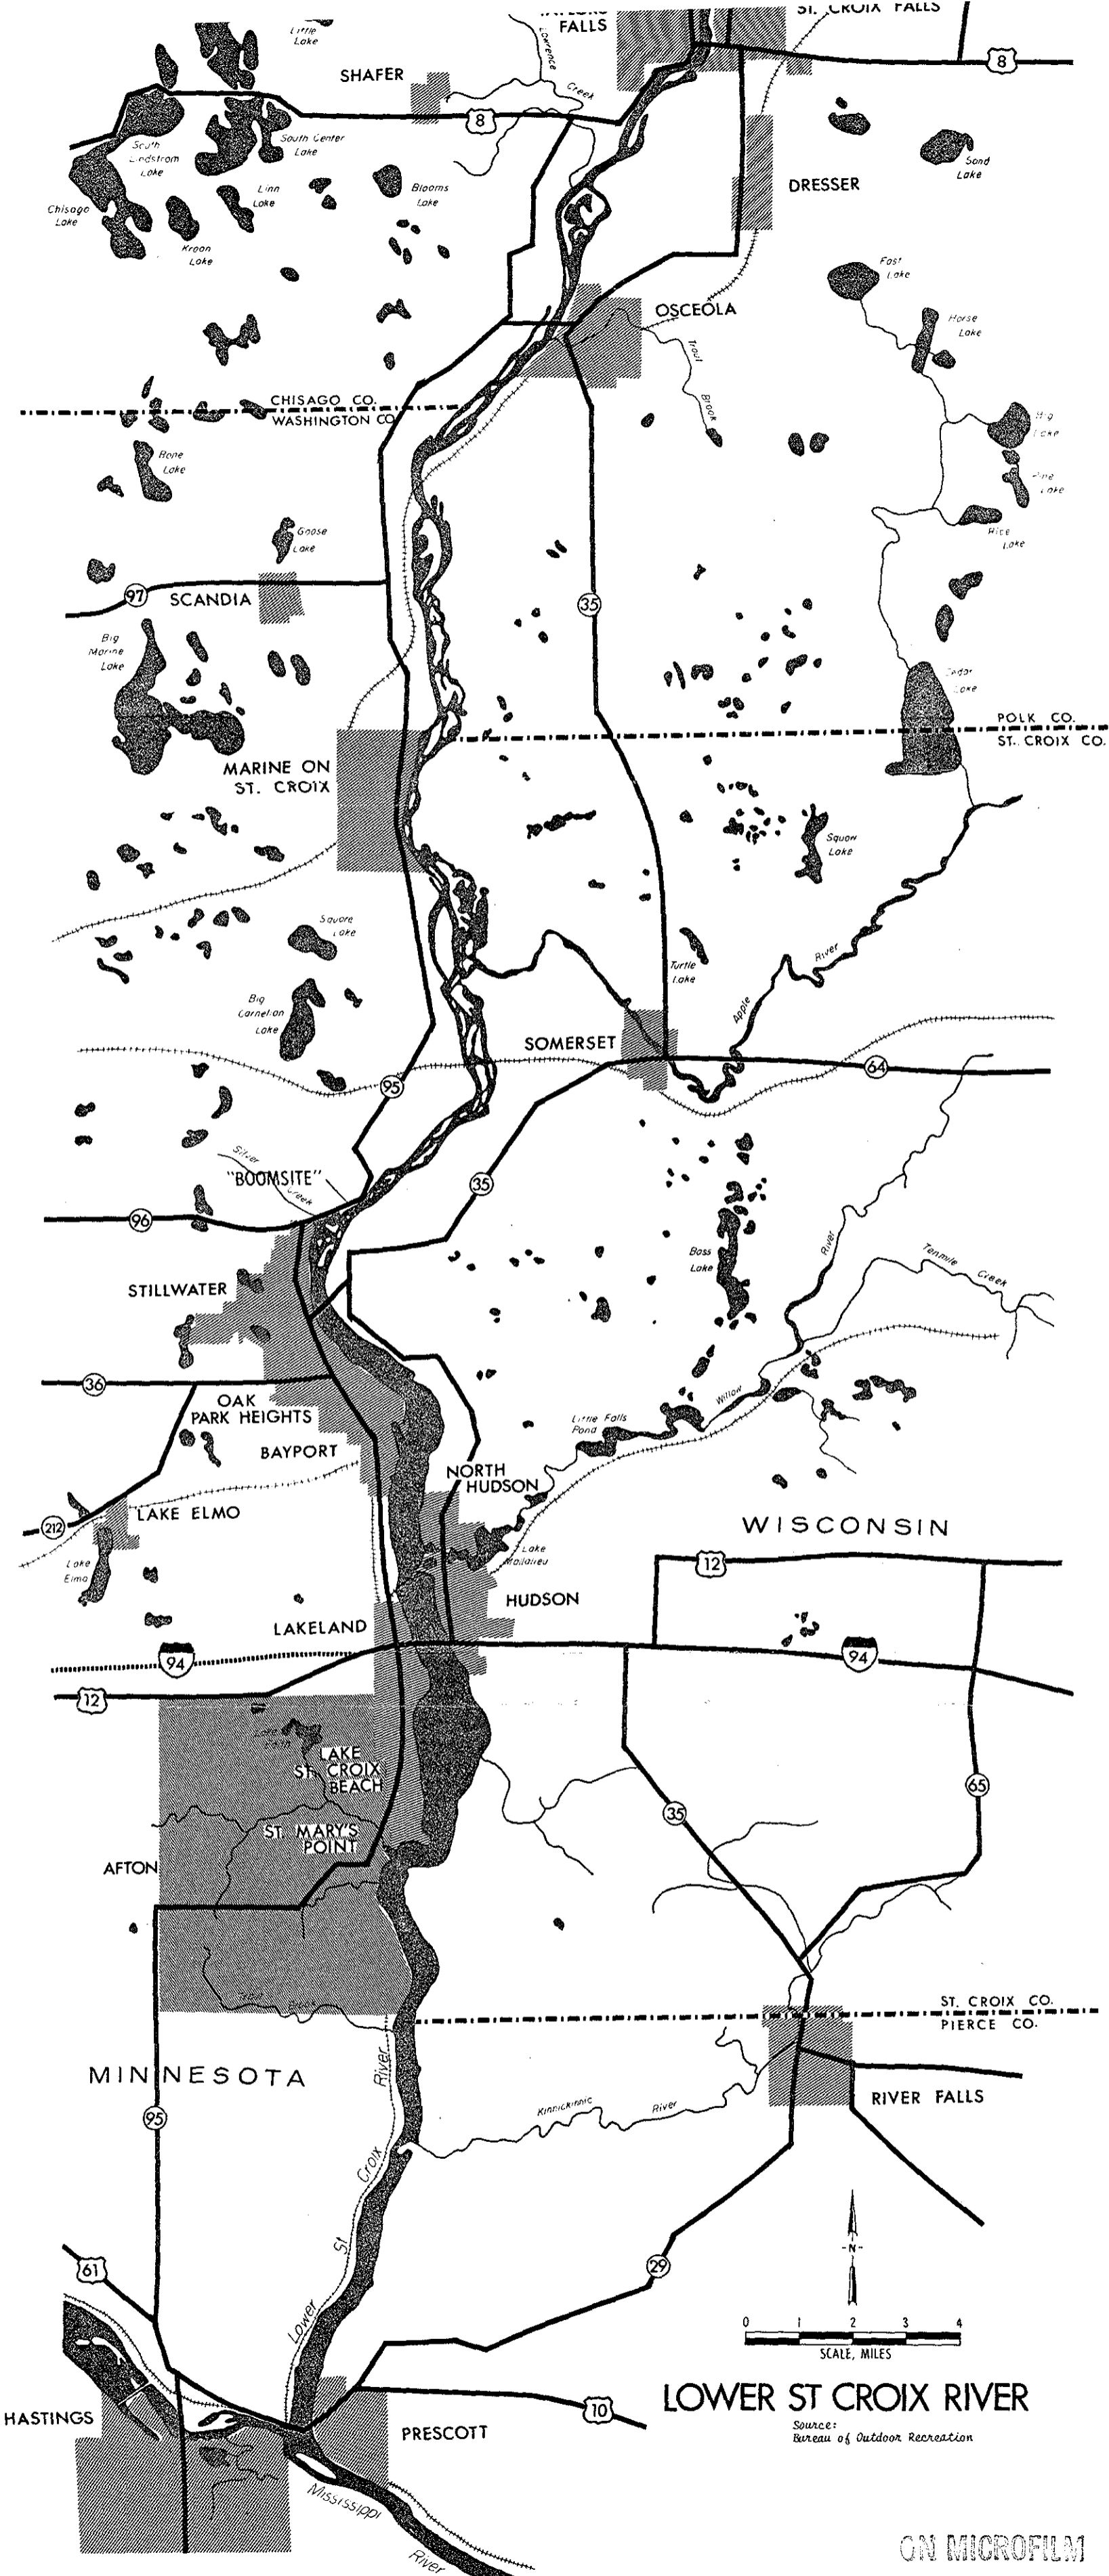 FALLS
ST. CROIX FALLS
Little
Lake
Lawrence
Creek
SHAFER
8
8
South
Lindstrom
Lake
South Center
Lake
Sand
Lake
DRESSER
Chisago
Lake
Linn
Lake
Blooms
Lake
Kroon
Lake
East
Lake
OSCEOLA
Horse
Lake
Trout
Brook
CHISAGO CO.
WASHINGTON CO.
Big
Lake
Bone
Lake
Pine
Lake
Goose
Lake
Rice
Lake
97
SCANDIA
35
Big
Marine
Lake
Cedar
Lake
POLK CO.
ST. CROIX CO.
MARINE ON
ST. CROIX
Squaw
Lake
Square
Lake
Turtle
Lake
River
Apple
Big
Carnelian
Lake
SOMERSET
64
95
Silver
Creek
"BOOMSITE"
35
96
River
Tenmile Creek
Bass
Lake
STILLWATER
36
OAK
PARK HEIGHTS
Willow
Little Falls
Pond
BAYPORT
NORTH
HUDSON
212
LAKE ELMO
WISCONSIN
Lake
Elmo
Lake
Mallalieu
12
HUDSON
LAKELAND
94
94
12
Lake
LAKE
ST. CROIX
BEACH
65
35
ST. MARY'S
POINT
AFTON
Trout Brook
ST. CROIX CO.
PIERCE CO.
MINNESOTA
River
RIVER FALLS
95
Kinnickinnic River
Croix
St
N
61
29
Lower
0 1 2 3 4
SCALE, MILES
LOWER ST CROIX RIVER
Source:
Bureau of Outdoor Recreation
10
HASTINGS
PRESCOTT
Mississippi
River
ON MICROFILM